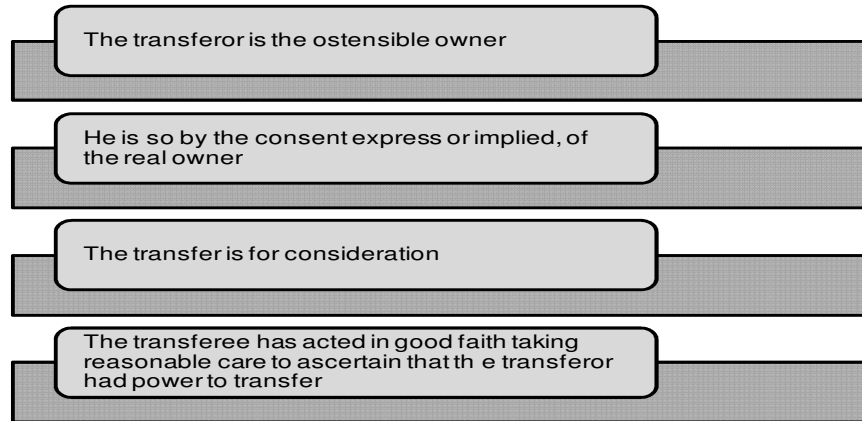 The transferor is the ostensible owner
He is so by the consent express or implied, of
the real owner
The transfer is for consideration
The transferee has acted in good faith taking
reasonable care to ascertain that th e transferor
had power to transfer